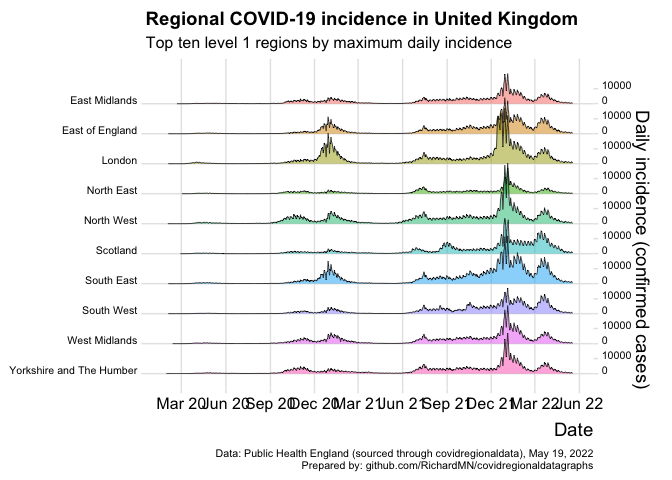 Regional COVID-19 incidence in United Kingdom
Top ten level 1 regions by maximum daily incidence
East Midlands
East of England
London
North East
North West
Scotland
South East
South West
West Midlands
Yorkshire and The Humber
10000
0
10000
0
10000
0
10000
0
10000
0
10000
0
10000
0
10000
0
10000
0
10000
0
Daily incidence (confirmed cases)
Mar 20 Jun 20 Sep 20 Dec 20 Mar 21 Jun 21 Sep 21 Dec 21 Mar 22 Jun 22
Date
Data: Public Health England (sourced through covidregionaldata), May 19, 2022
Prepared by: github.com/RichardMN/covidregionaldatagraphs